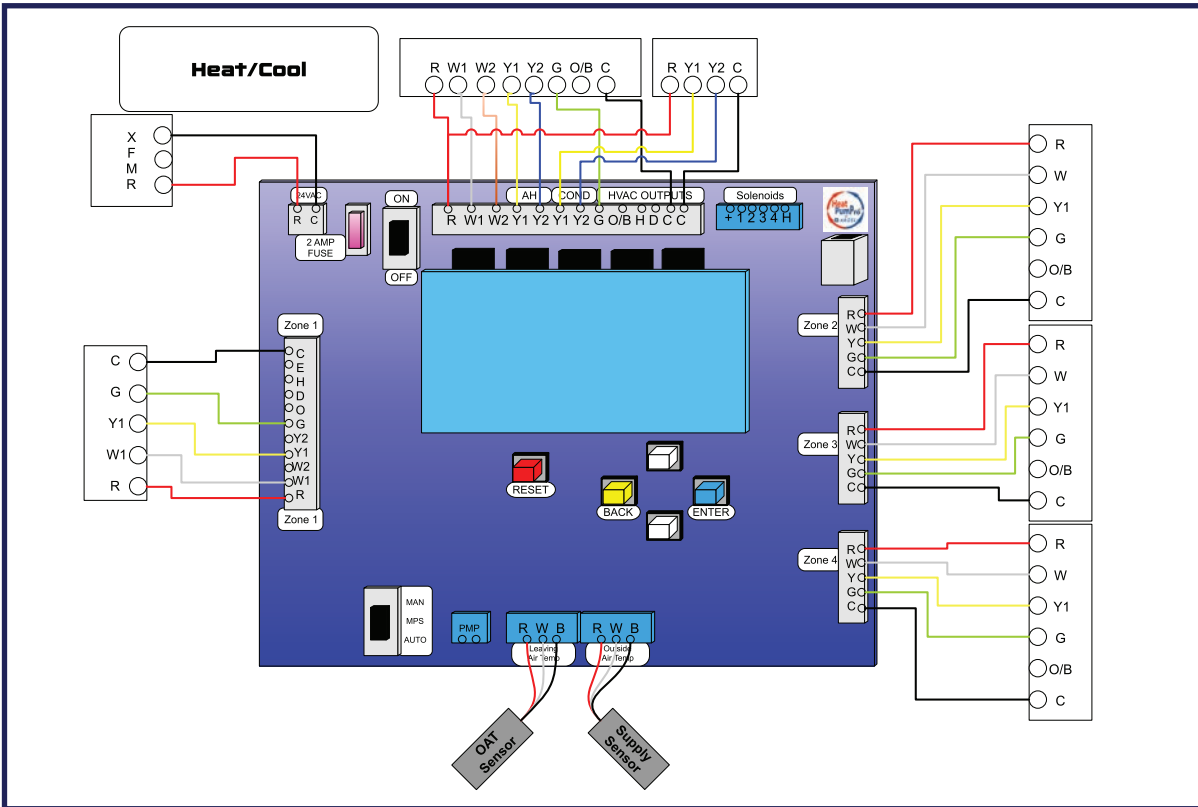 Heat/Cool
R W1 W2 Y1 Y2 G O/B C
R Y1 Y2 C
X
F
M
R
24VAC
R C
2 AMP
FUSE
ON
OFF
AH
COND
HVAC OUTPUTS
R W1 W2 Y1 Y2 Y1 Y2 G O/B H D C C
Solenoids
+ 1 2 3 4 H
Heat
PumPro
Zone 1
C
E
H
D
O
G
Y2
Y1
W2
W1
R
Zone 1
C
G
Y1
W1
R
Zone 2
R
W
Y
G
C
R
W
Y1
G
O/B
C
Zone 3
R
W
Y
G
C
R
W
Y1
G
O/B
C
Zone 4
R
W
Y
G
C
R
W
Y1
G
O/B
C
RESET
BACK
ENTER
MAN
MPS
AUTO
PMP
R W B
Leaving
Air Temp
R W B
Outside
Air Temp
OAT
Sensor
Supply
Sensor